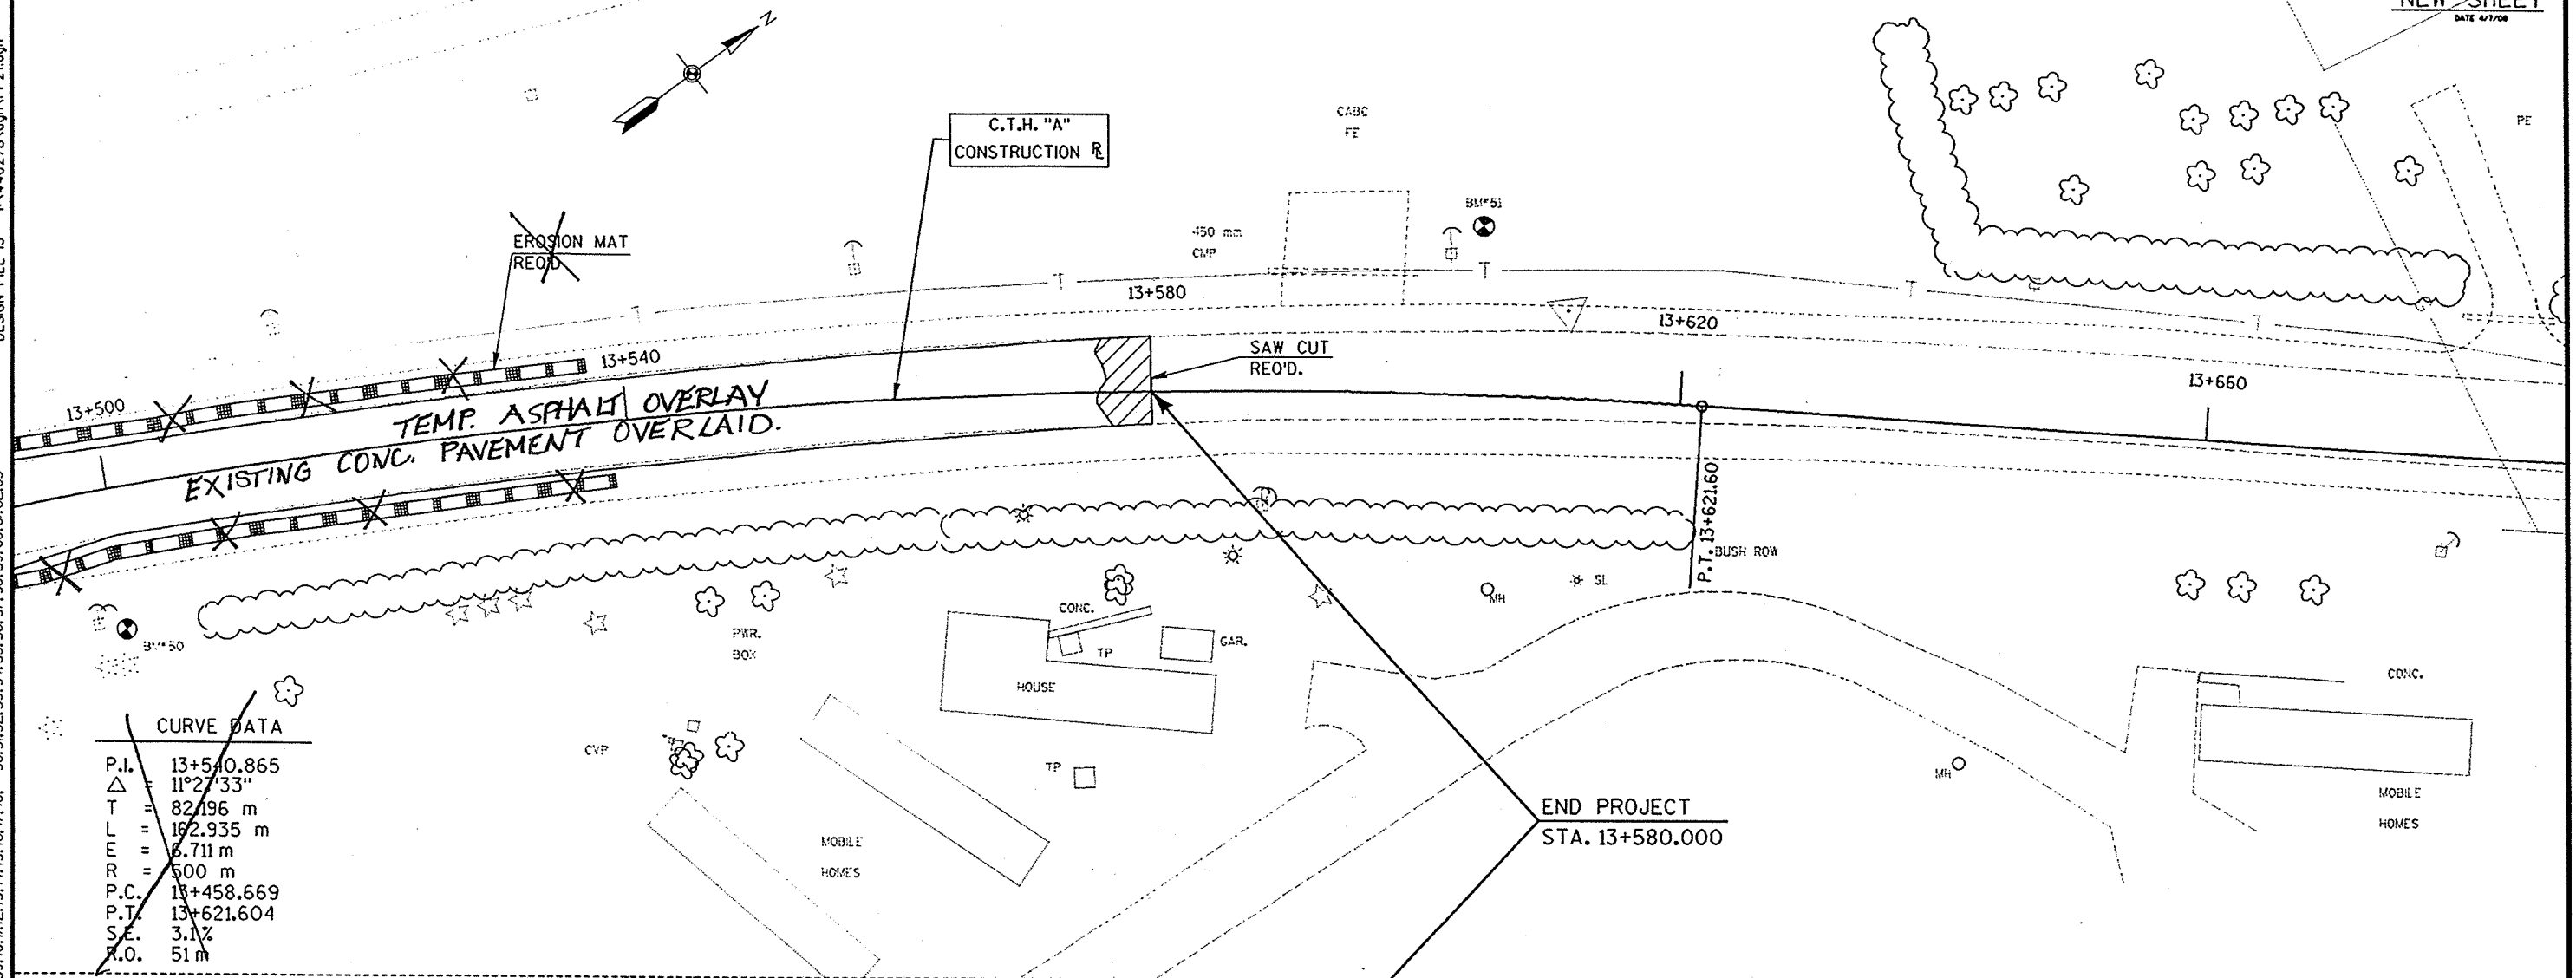 NEW SHEET
DATE 4/7/08
N
C.T.H. "A"
CONSTRUCTION R/L
CABC
FE
PE
BM#51
450 mm
CMP
EROSION MAT
REQ'D
13+580
13+620
13+540
SAW CUT
REQ'D.
13+660
13+500
TEMP. ASPHALT OVERLAY
EXISTING CONC. PAVEMENT OVERLAID.
P.T. 13+621.60
BUSH ROW
SL
MH
CONC.
TP
GAR.
HOUSE
PWR.
BOX
BM#50
CONC.
CURVE DATA
P.I. 13+540.865
△ = 11°27'33"
T = 82.196 m
L = 162.935 m
E = 6.711 m
R = 500 m
P.C. 13+458.669
P.T. 13+621.604
S.E. 3.1%
R.O. 51 m
TP
MH
MOBILE
HOMES
END PROJECT
STA. 13+580.000
MOBILE
HOMES